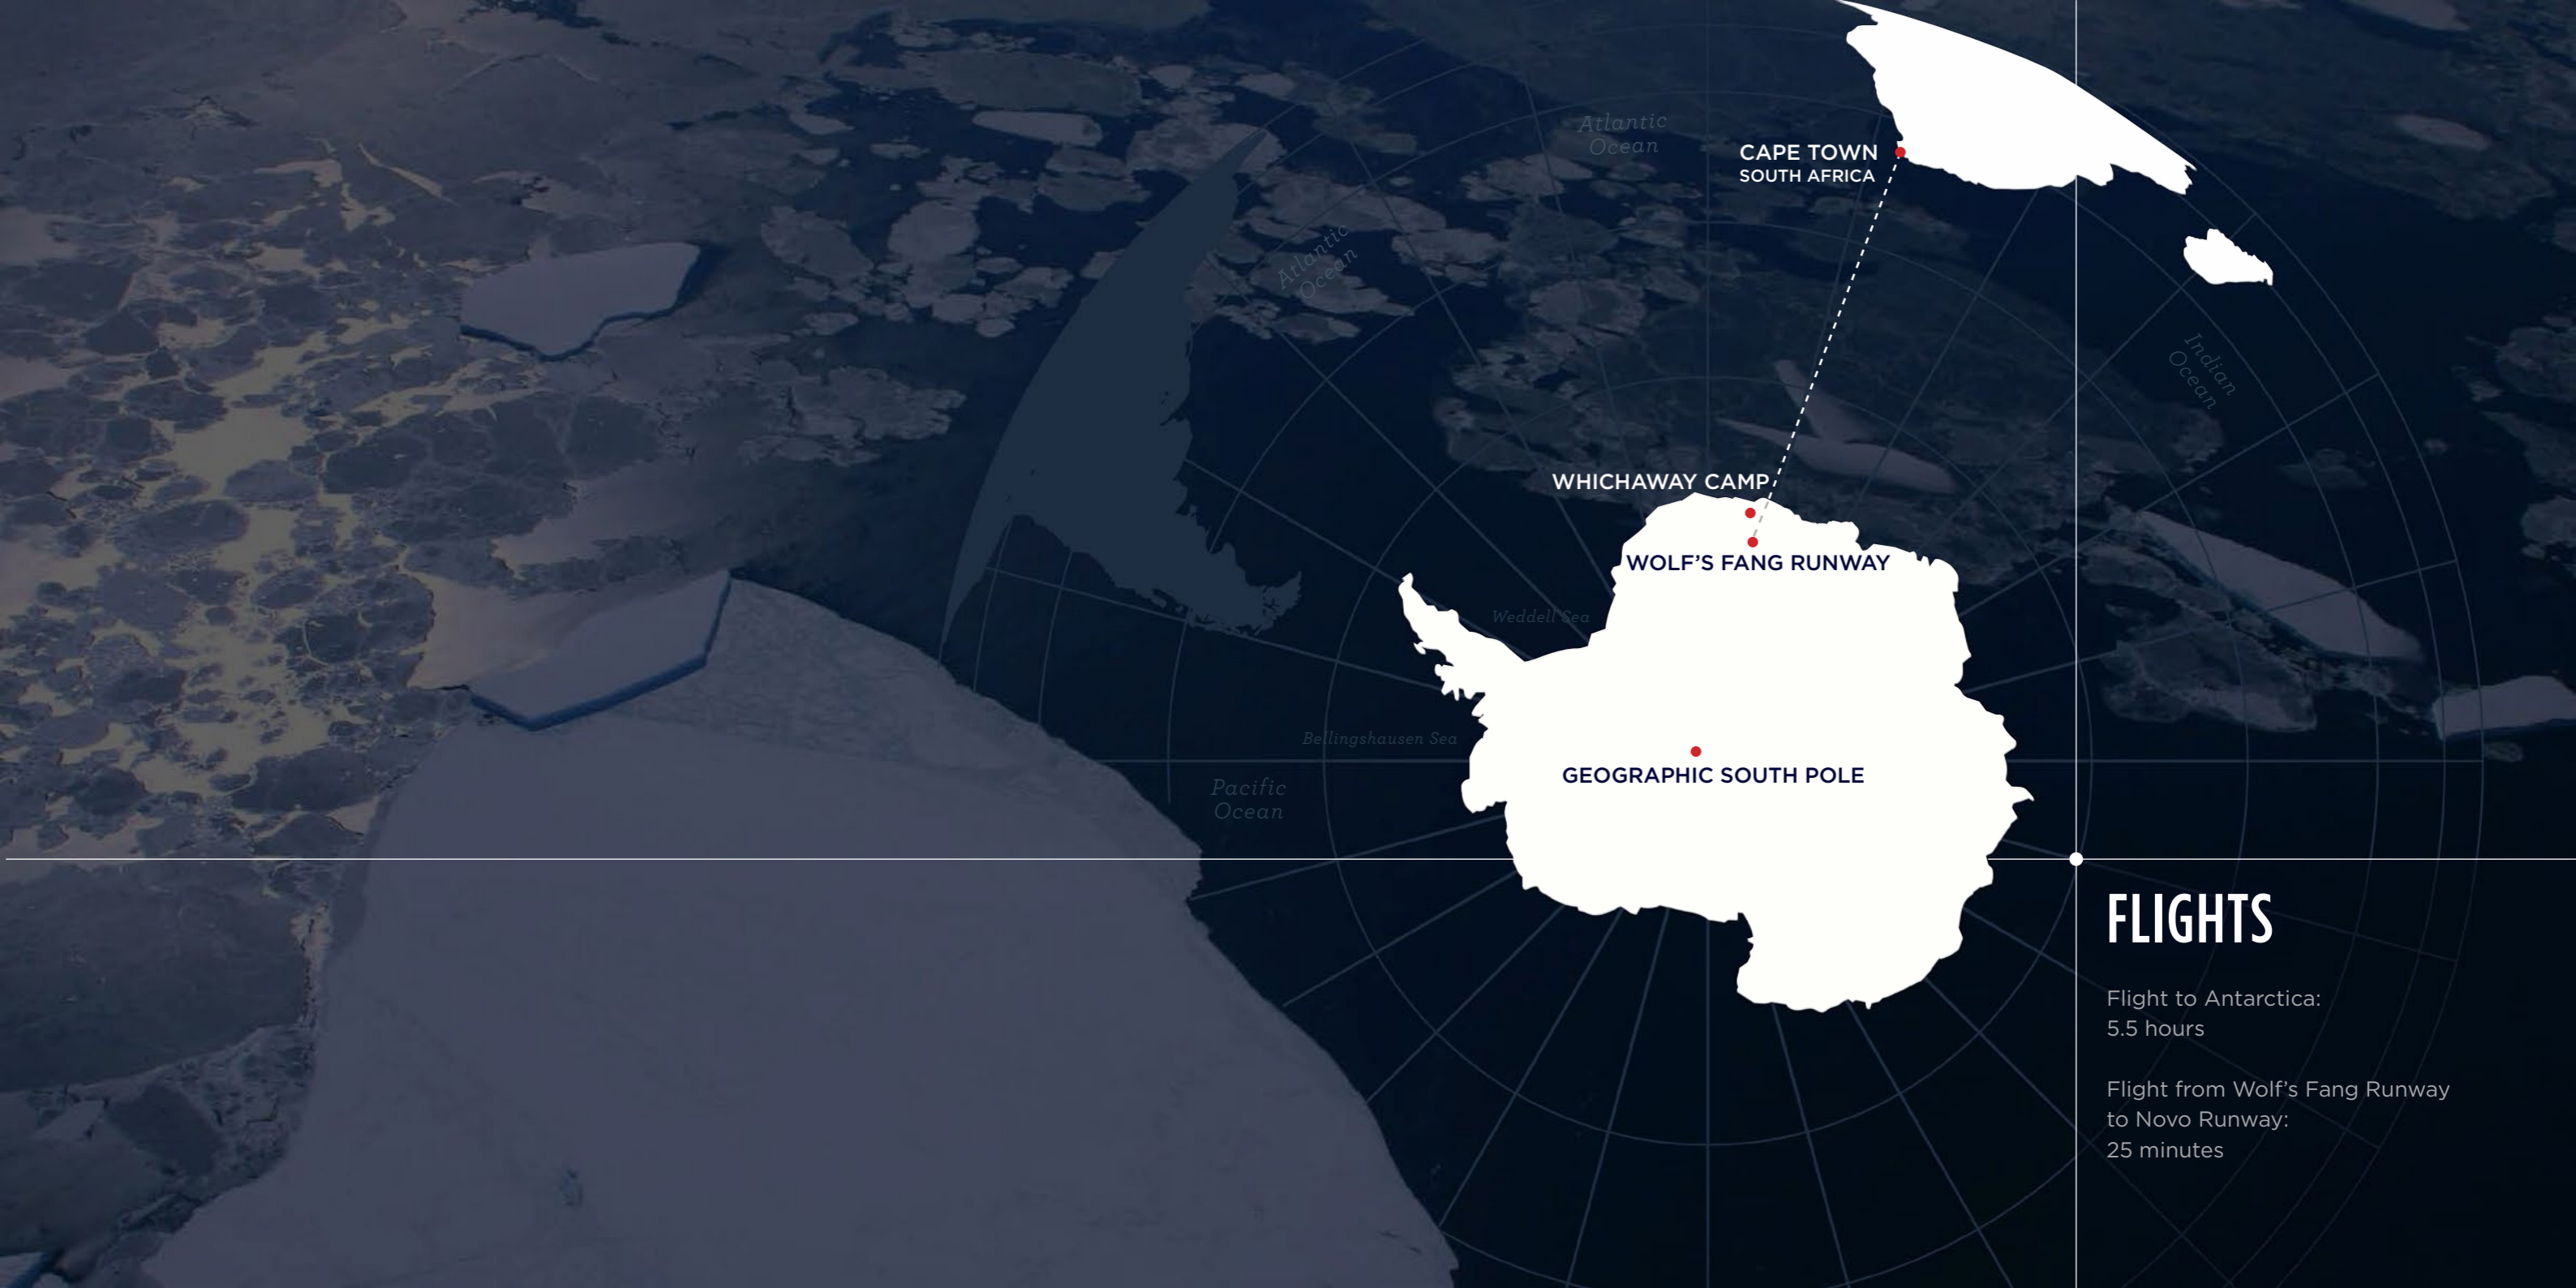 Atlantic
Ocean
CAPE TOWN
SOUTH AFRICA
Atlantic
Ocean
Indian
Ocean
WHICHAWAY CAMP
WOLF’S FANG RUNWAY
Weddell Sea
Bellingshausen Sea
GEOGRAPHIC SOUTH POLE
Pacific
Ocean
FLIGHTS
Flight to Antarctica:
5.5 hours
Flight from Wolf’s Fang Runway
to Novo Runway:
25 minutes